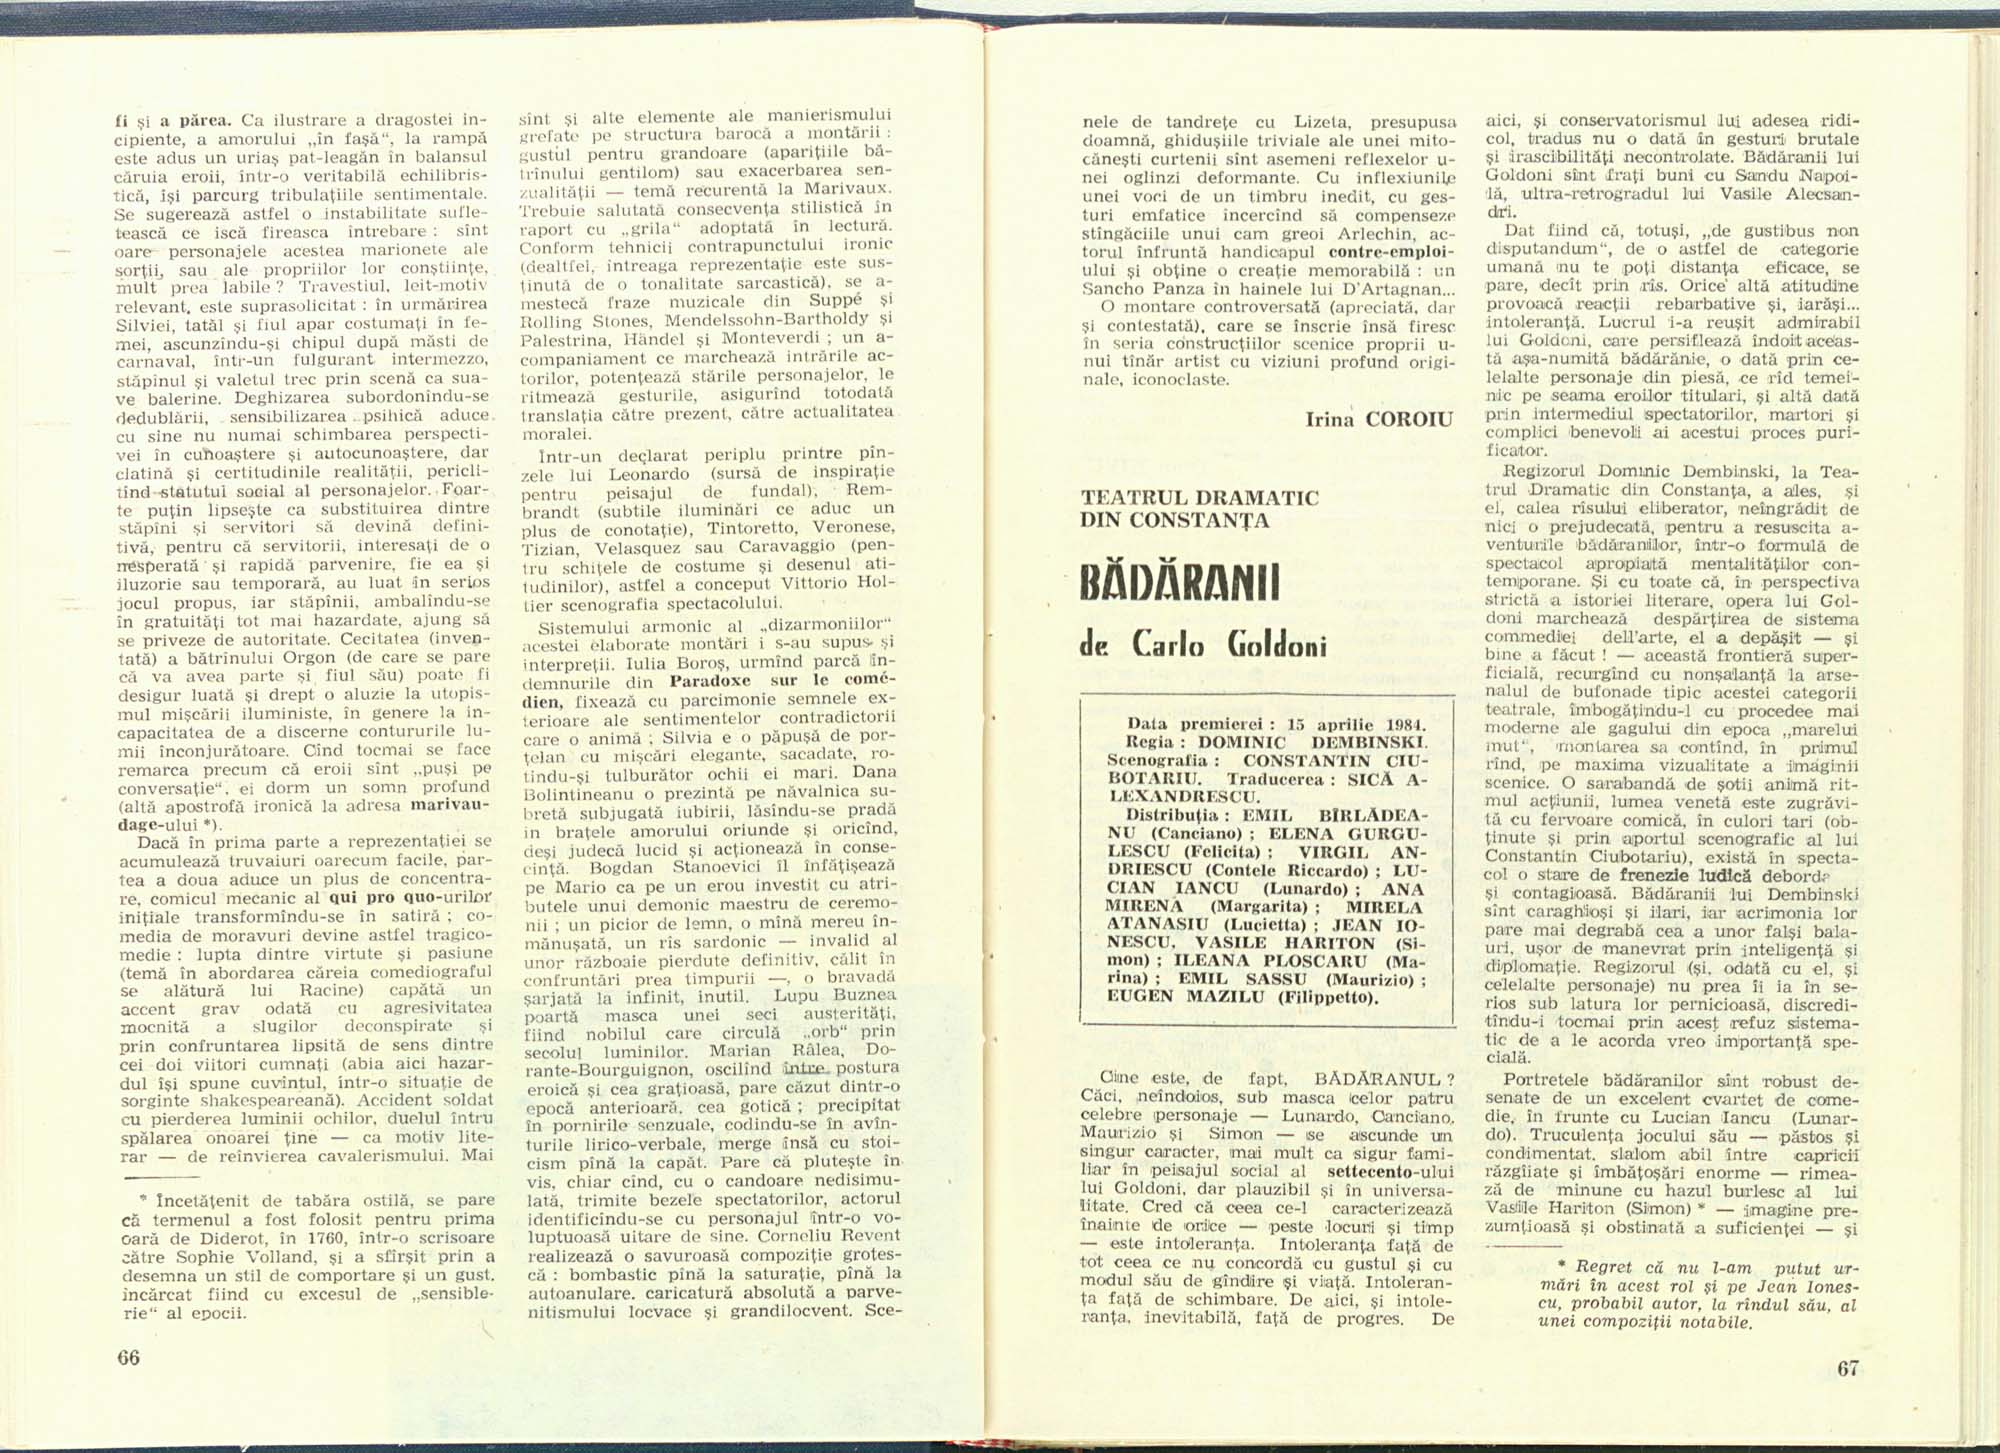 fi și a părea. Ca ilustrare a dragostei in-
cipiente, a amorului „în fașă“, la rampă
este adus un uriaș pat-leagăn în balansul
căruia eroii, într-o veritabilă echilibris-
tică, își parcurg tribulațiile sentimentale.
Se sugerează astfel o instabilitate sufle-
tească ce iscă fireasca întrebare : sînt
oare personajele acestea marionete ale
sorții, sau ale propriilor lor conștiințe,
mult prea labile ? Travestiul, leit-motiv
relevant, este suprasolicitat : în urmărirea
Silviei, tatăl și fiul apar costumați în fe-
mei, ascunzîndu-și chipul după măști de
carnaval, într-un fulgurant intermezzo,
stăpînul și valetul trec prin scenă ca sua-
ve balerine. Deghizarea subordonîndu-se
dedublării, sensibilizarea psihică aduce
cu sine nu numai schimbarea perspecti-
vei în cunoaștere și autocunoaștere, dar
clatină și certitudinile realității, pericli-
tînd statutul social al personajelor. Foar-
te puțin lipsește ca substituirea dintre
stăpîni și servitori să devină defini-
tivă, pentru că servitorii, interesați de o
nesperată și rapidă parvenire, fie ea și
iluzorie sau temporară, au luat în serios
jocul propus, iar stăpînii, ambalîndu-se
în gratuități tot mai hazardate, ajung să
se priveze de autoritate. Cecitatea (inven-
tată) a bătrînului Orgon (de care se pare
că va avea parte și fiul său) poate fi
desigur luată și drept o aluzie la utopis-
mul mișcării iluministe, în genere la in-
capacitatea de a discerne contururile lu-
mii înconjurătoare. Cînd tocmai se face
remarca precum că eroii sînt „puși pe
conversație“, ei dorm un somn profund
(altă apostrofă ironică la adresa marivau-
dage-ului *).
Dacă în prima parte a reprezentației se
acumulează truvaiuri oarecum facile, par-
tea a doua aduce un plus de concentra-
re, comicul mecanic al qui pro quo-urilor
inițiale transformîndu-se în satiră ; co-
media de moravuri devine astfel tragico-
medie : lupta dintre virtute și pasiune
(temă în abordarea căreia comediograful
se alătură lui Racine) capătă un
accent grav odată cu agresivitatea
mocnită a slugilor deconspirate și
prin confruntarea lipsită de sens dintre
cei doi viitori cumnați (abia aici hazar-
dul își spune cuvîntul, într-o situație de
sorginte shakespeareană). Accident soldat
cu pierderea luminii ochilor, duelul întru
spălarea onoarei ține — ca motiv lite-
rar — de reînvierea cavalerismului. Mai
* Încetățenit de tabăra ostilă, se pare
că termenul a fost folosit pentru prima
oară de Diderot, în 1760, într-o scrisoare
către Sophie Volland, și a sfîrșit prin a
desemna un stil de comportare și un gust,
încărcat fiind cu excesul de „sensible-
rie“ al epocii.
66
sînt și alte elemente ale manierismului
grefate pe structura barocă a montării :
gustul pentru grandoare (aparițiile bă-
trînului gentilom) sau exacerbarea sen-
zualității — temă recurentă la Marivaux.
Trebuie salutată consecvența stilistică în
raport cu „grila“ adoptată în lectură.
Conform tehnicii contrapunctului ironic
(dealtfel, întreaga reprezentație este sus-
ținută de o tonalitate sarcastică), se a-
mestecă fraze muzicale din Suppé și
Rolling Stones, Mendelssohn-Bartholdy și
Palestrina, Händel și Monteverdi ; un a-
companiament ce marchează intrările ac-
torilor, potențează stările personajelor, le
ritmează gesturile, asigurînd totodată
translația către prezent, către actualitatea
moralei.
Într-un declarat periplu printre pîn-
zele lui Leonardo (sursă de inspirație
pentru peisajul de fundal), Rem-
brandt (subtile iluminări ce aduc un
plus de conotație), Tintoretto, Veronese,
Tizian, Velasquez sau Caravaggio (pen-
tru schițele de costume și desenul ati-
tudinilor), astfel a conceput Vittorio Hol-
tier scenografia spectacolului.
Sistemului armonic al „dizarmoniilor“
acestei elaborate montări i s-au supus și
interpreții. Iulia Boroș, urmînd parcă în-
demnurile din Paradoxe sur le comé-
dien, fixează cu parcimonie semnele ex-
terioare ale sentimentelor contradictorii
care o animă ; Silvia e o păpușă de por-
țelan cu mișcări elegante, sacadate, ro-
tindu-și tulburător ochii ei mari. Dana
Bolintineanu o prezintă pe năvalnica su-
bretă subjugată iubirii, lăsîndu-se pradă
în brațele amorului oriunde și oricînd,
deși judecă lucid și acționează în conse-
cință. Bogdan Stanoevici îl înfățișează
pe Mario ca pe un erou investit cu atri-
butele unui demonic maestru de ceremo-
nii ; un picior de lemn, o mînă mereu în-
mănușată, un rîs sardonic — invalid al
unor războaie pierdute definitiv, călit în
confruntări prea timpurii —, o bravadă
șarjată la infinit, inutil. Lupu Buznea
poartă masca unei seci austerități,
fiind nobilul care circulă „orb“ prin
secolul luminilor. Marian Râlea, Do-
rante-Bourguignon, oscilînd între postura
eroică și cea grațioasă, pare căzut dintr-o
epocă anterioară, cea gotică ; precipitat
în pornirile senzuale, codindu-se în avîn-
turile lirico-verbale, merge însă cu stoi-
cism pînă la capăt. Pare că plutește în
vis, chiar cînd, cu o candoare nedisimu-
lată, trimite bezele spectatorilor, actorul
identificîndu-se cu personajul într-o vo-
luptuoasă uitare de sine. Corneliu Revent
realizează o savuroasă compoziție grotes-
că : bombastic pînă la saturație, pînă la
autoanulare, caricatură absolută a parve-
nitismului locvace și grandilocvent. Sce-
nele de tandrețe cu Lizeta, presupusa
doamnă, ghidușiile triviale ale unei mito-
cănești curtenii sînt asemeni reflexelor u-
nei oglinzi deformante. Cu inflexiunile
unei voci de un timbru inedit, cu ges-
turi emfatice încercînd să compenseze
stîngăciile unui cam greoi Arlechin, ac-
torul înfruntă handicapul contre-emploi-
ului și obține o creație memorabilă : un
Sancho Panza în hainele lui D'Artagnan...
O montare controversată (apreciată, dar
și contestată), care se înscrie însă firesc
în seria construcțiilor scenice proprii u-
nui tînăr artist cu viziuni profund origi-
nale, iconoclaste.
Irina COROIU
TEATRUL DRAMATIC
DIN CONSTANȚA
BĂDĂRANII
de Carlo Goldoni
Data premierei : 15 aprilie 1984.
Regia : DOMINIC DEMBINSKI.
Scenografia : CONSTANTIN CIU-
BOTARIU. Traducerea : SICĂ A-
LEXANDRESCU.
Distribuția : EMIL BÎRLĂDEA-
NU (Canciano) ; ELENA GURGU-
LESCU (Felicita) ; VIRGIL AN-
DRIESCU (Contele Riccardo) ; LU-
CIAN IANCU (Lunardo) ; ANA
MIRENA (Margarita) ; MIRELA
ATANASIU (Lucietta) ; JEAN IO-
NESCU, VASILE HARITON (Si-
mon) ; ILEANA PLOSCARU (Ma-
rina) ; EMIL SASSU (Maurizio) ;
EUGEN MAZILU (Filippetto).
Cine este, de fapt, BĂDĂRANUL ?
Căci, neîndoios, sub masca celor patru
celebre personaje — Lunardo, Canciano,
Maurizio și Simon — se ascunde un
singur caracter, mai mult ca sigur fami-
liar în peisajul social al settecento-ului
lui Goldoni, dar plauzibil și în universa-
litate. Cred că ceea ce-l caracterizează
înainte de orice — peste locuri și timp
— este intoleranța. Intoleranța față de
tot ceea ce nu concordă cu gustul și cu
modul său de gîndire și viață. Intoleran-
ța față de schimbare. De aici, și intole-
ranța, inevitabilă, față de progres. De
aici, și conservatorismul lui adesea ridi-
col, tradus nu o dată în gesturi brutale
și irascibilități necontrolate. Bădăranii lui
Goldoni sînt frați buni cu Sandu Napoi-
lă, ultra-retrogradul lui Vasile Alecsan-
dri.
Dat fiind că, totuși, „de gustibus non
disputandum“, de o astfel de categorie
umană nu te poți distanța eficace, se
pare, decît prin rîs. Orice altă atitudine
provoacă reacții rebarbative și, iarăși...
intoleranță. Lucrul i-a reușit admirabil
lui Goldoni, care persiflează îndoit aceas-
tă așa-numită bădărănie, o dată prin ce-
lelalte personaje din piesă, ce rîd temei-
nic pe seama eroilor titulari, și altă dată
prin intermediul spectatorilor, martori și
complici benevoli ai acestui proces puri-
ficator.
Regizorul Dominic Dembinski, la Tea-
trul Dramatic din Constanța, a ales, și
el, calea rîsului eliberator, neîngrădit de
nici o prejudecată, pentru a resuscita a-
venturile bădăranilor, într-o formulă de
spectacol apropiată mentalităților con-
temporane. Și cu toate că, în perspectiva
strictă a istoriei literare, opera lui Gol-
doni marchează despărțirea de sistema
commediei dell'arte, el a depășit — și
bine a făcut ! — această frontieră super-
ficială, recurgînd cu nonșalanță la arse-
nalul de bufonade tipic acestei categorii
teatrale, îmbogățindu-l cu procedee mai
moderne ale gagului din epoca „marelui
mut“, montarea sa contînd, în primul
rînd, pe maxima vizualitate a imaginii
scenice. O sarabandă de șotii animă rit-
mul acțiunii, lumea venetă este zugrăvi-
tă cu fervoare comică, în culori tari (ob-
ținute și prin aportul scenografic al lui
Constantin Ciubotariu), există în specta-
col o stare de frenezie ludică debord
și contagioasă. Bădăranii lui Dembinski
sînt caraghioși și ilari, iar acrimonia lor
pare mai degrabă cea a unor falși bala-
uri, ușor de manevrat prin inteligență și
diplomație. Regizorul (și, odată cu el, și
celelalte personaje) nu prea îi ia în se-
rios sub latura lor pernicioasă, discredi-
tîndu-i tocmai prin acest refuz sistema-
tic de a le acorda vreo importanță spe-
cială.
Portretele bădăranilor sînt robust de-
senate de un excelent cvartet de come-
die, în frunte cu Lucian Iancu (Lunar-
do). Truculența jocului său — păstos și
condimentat, slalom abil între capricii
răzgîiate și îmbățoșări enorme — rimea-
ză de minune cu hazul burlesc al lui
Vasile Hariton (Simon) * — imagine pre-
zumțioasă și obstinată a suficienței — și
* Regret că nu l-am putut ur-
mări în acest rol și pe Jean Iones-
cu, probabil autor, la rîndul său, al
unei compoziții notabile.
67